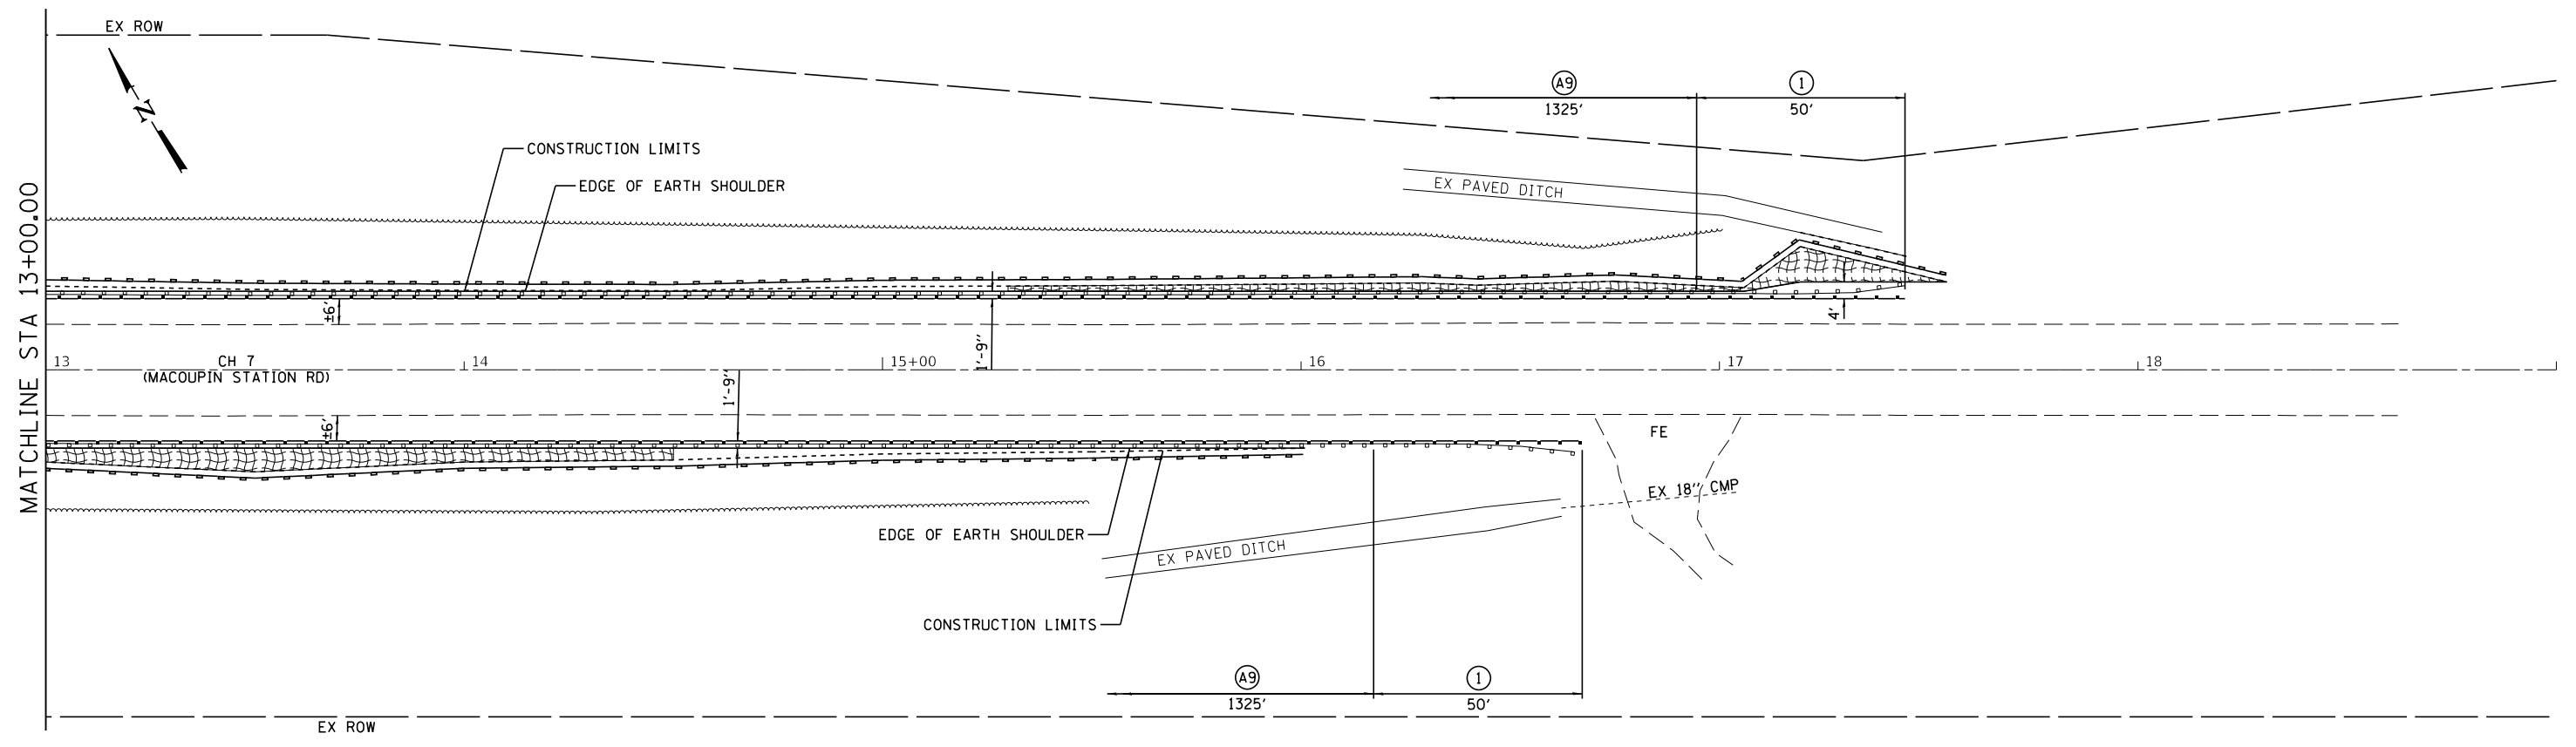 EX ROW
N
A9
1
1325'
50'
CONSTRUCTION LIMITS
EDGE OF EARTH SHOULDER
EX PAVED DITCH
MATCHLINE STA 13+00.00
±6'
4'
1'-9"
13
CH 7
14
15+00
16
17
18
(MACOUPIN STATION RD)
1'-9"
±6'
FE
EX 18" CMP
EDGE OF EARTH SHOULDER
EX PAVED DITCH
CONSTRUCTION LIMITS
A9
1
1325'
50'
EX ROW